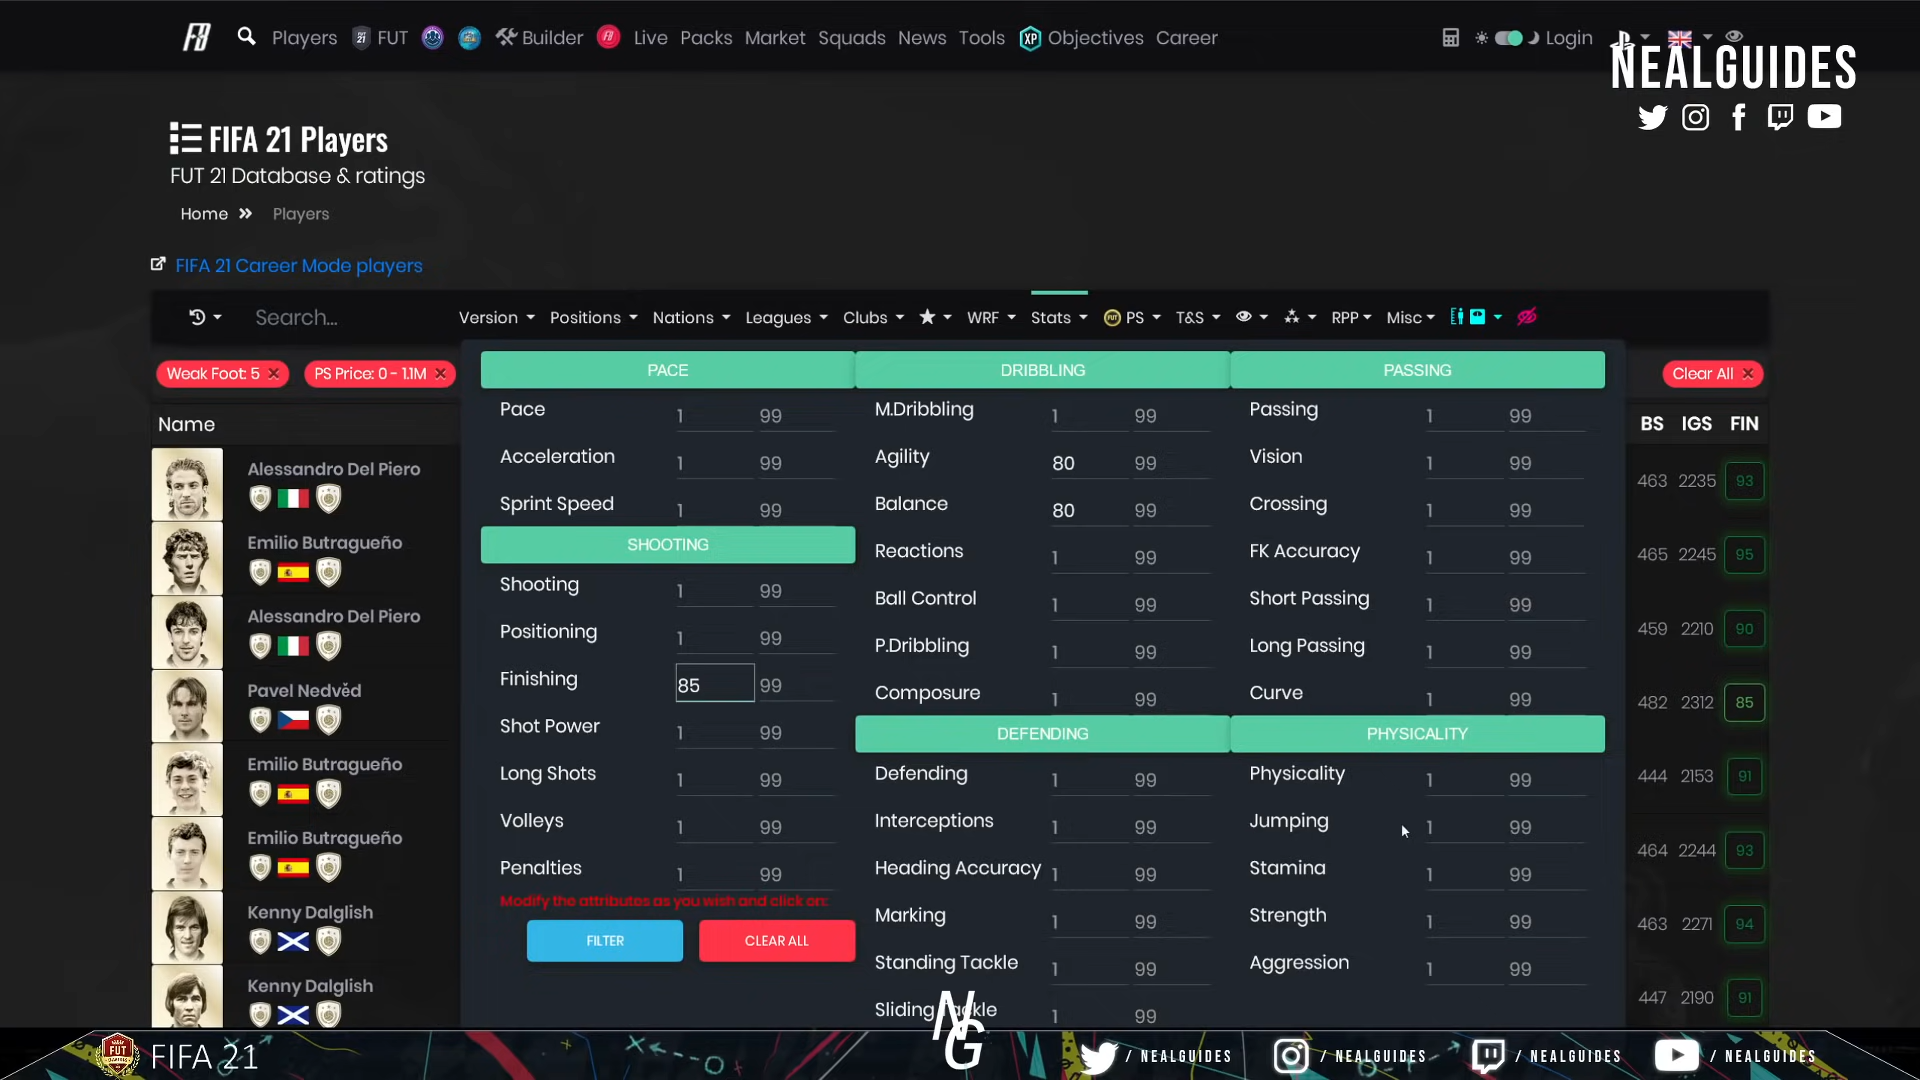 Players FUT Builder Live Packs Market Squads News Tools XP Objectives Career Login
NEALGUIDES
FIFA 21 Players
FUT 21 Database & ratings
Home » Players
FIFA 21 Career Mode players
Search... Version Positions Nations Leagues Clubs WRF Stats PS T&S RPP Misc
Weak Foot: 5 × PS Price: 0 - 1.1M × Clear All ×
PACE DRIBBLING PASSING
Name BS IGS FIN
Pace 1 99 M.Dribbling 1 99 Passing 1 99
Acceleration 1 99 Agility 80 99 Vision 1 99
Sprint Speed 1 99 Balance 80 99 Crossing 1 99
SHOOTING
Reactions 1 99 FK Accuracy 1 99
Shooting 1 99 Ball Control 1 99 Short Passing 1 99
Positioning 1 99 P.Dribbling 1 99 Long Passing 1 99
Finishing 85 99 Composure 1 99 Curve 1 99
Shot Power 1 99
DEFENDING PHYSICALITY
Long Shots 1 99 Defending 1 99 Physicality 1 99
Volleys 1 99 Interceptions 1 99 Jumping 1 99
Penalties 1 99 Heading Accuracy 1 99 Stamina 1 99
Modify the attributes as you wish and click on:
Marking 1 99 Strength 1 99
FILTER CLEAR ALL
Standing Tackle 1 99 Aggression 1 99
Sliding Tackle 1 99
Alessandro Del Piero 463 2235 93
Emilio Butragueño 465 2245 95
Alessandro Del Piero 459 2210 90
Pavel Nedvěd 482 2312 85
Emilio Butragueño 444 2153 91
Emilio Butragueño 464 2244 93
Kenny Dalglish 463 2271 94
Kenny Dalglish 447 2190 91
NG
FUT
FIFA 21
/ NEALGUIDES / NEALGUIDES / NEALGUIDES / NEALGUIDES